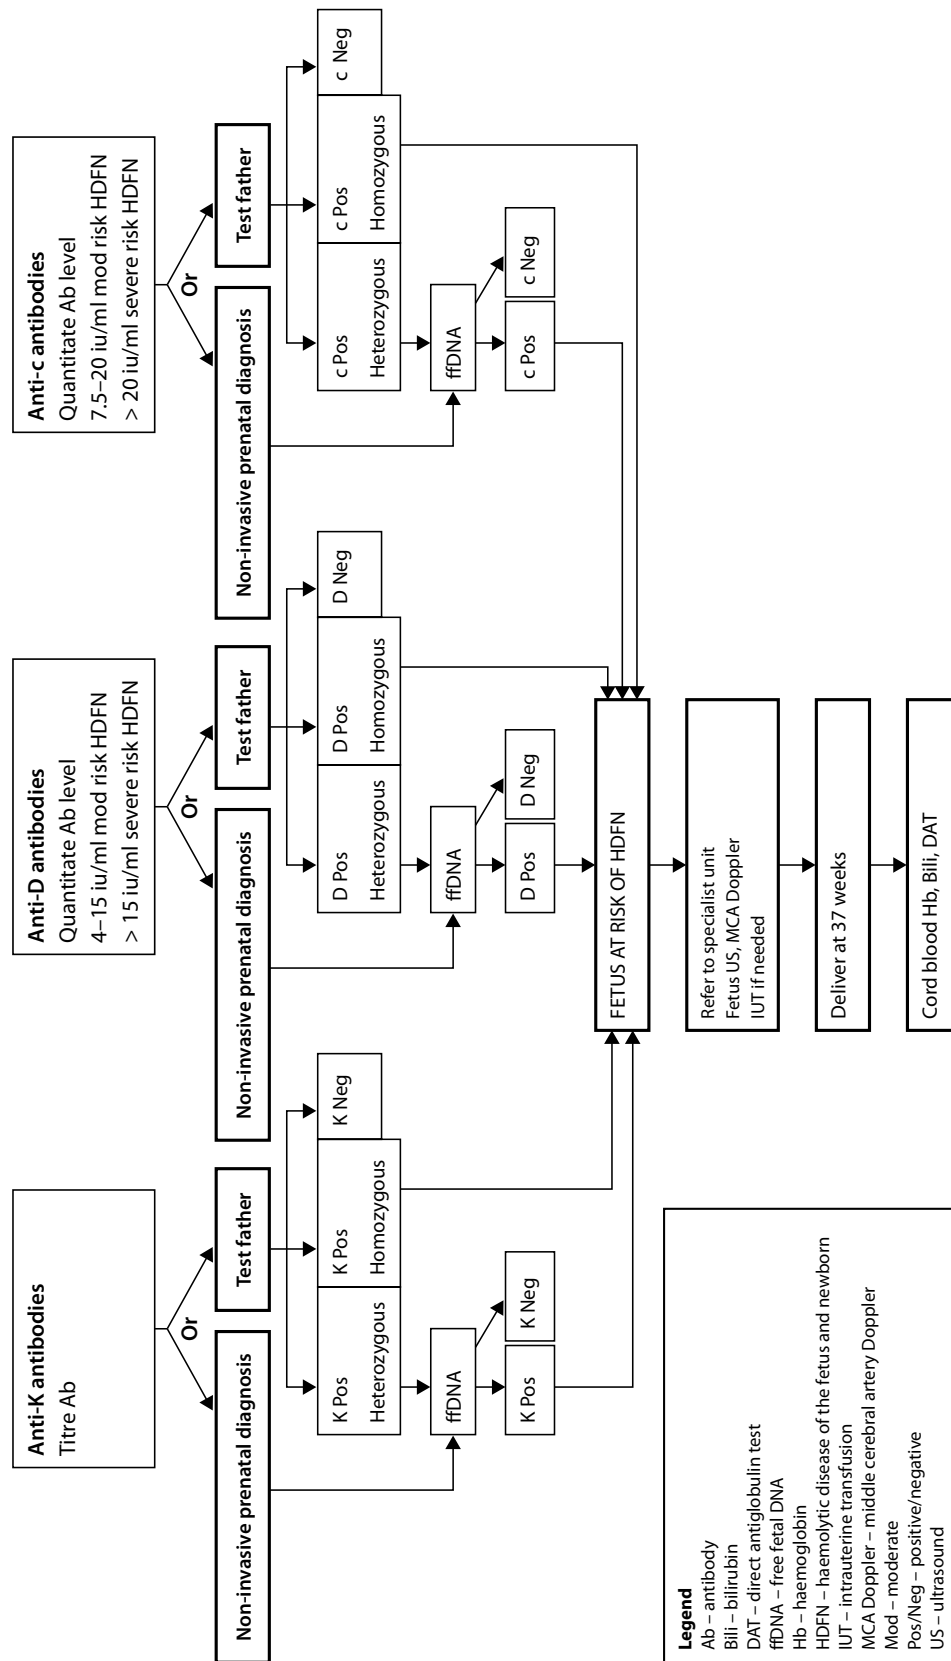 Anti-K antibodies
Titre Ab
Or
Non-invasive prenatal diagnosis
Test father
K Pos
Heterozygous
K Pos
Homozygous
K Neg
ffDNA
K Pos
K Neg
Anti-D antibodies
Quantitate Ab level
4–15 iu/ml mod risk HDFN
> 15 iu/ml severe risk HDFN
Or
Non-invasive prenatal diagnosis
Test father
D Pos
Heterozygous
D Pos
Homozygous
D Neg
ffDNA
D Pos
D Neg
Anti-c antibodies
Quantitate Ab level
7.5–20 iu/ml mod risk HDFN
> 20 iu/ml severe risk HDFN
Or
Non-invasive prenatal diagnosis
Test father
c Pos
Heterozygous
c Pos
Homozygous
c Neg
ffDNA
c Pos
c Neg
FETUS AT RISK OF HDFN
Refer to specialist unit
Fetus US, MCA Doppler
IUT if needed
Deliver at 37 weeks
Cord blood Hb, Bili, DAT
Legend
Ab – antibody
Bili – bilirubin
DAT – direct antiglobulin test
ffDNA – free fetal DNA
Hb – haemoglobin
HDFN – haemolytic disease of the fetus and newborn
IUT – intrauterine transfusion
MCA Doppler – middle cerebral artery Doppler
Mod – moderate
Pos/Neg – positive/negative
US – ultrasound